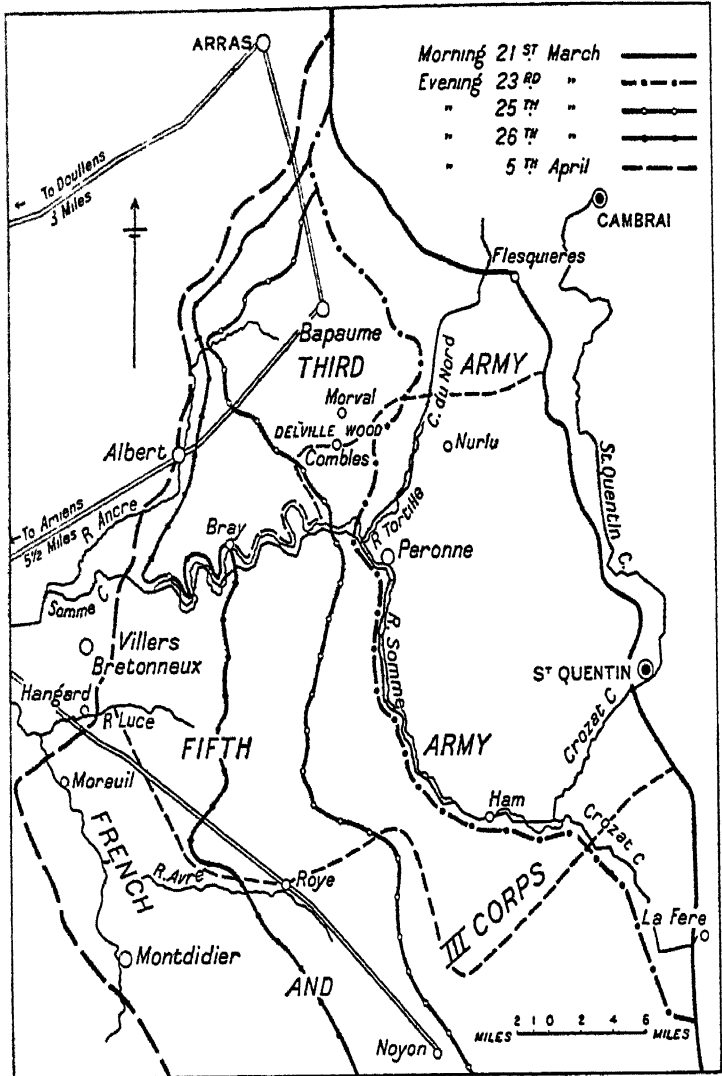 ARRAS
Morning 21ST March
Evening 23RD "
" 25TH "
" 26TH "
" 5TH April
← To Doullens
3 Miles
CAMBRAI
Flesquieres
Bapaume
THIRD ARMY
C. du Nord
Morval
DELVILLE WOOD
Combles
Nurlu
Albert
St. Quentin C.
← To Amiens
5½ Miles
R. Ancre
Bray
R Tortille
Peronne
Somme C
R. Somme
Villers
Bretonneux
ST QUENTIN
Hangard
R Luce
Crozat C
FIFTH ARMY
Moreuil
Ham
Crozat C
FRENCH
R. Avre
Roye
III CORPS
La Fere
Montdidier
AND
Noyon
MILES 2 1 0 2 4 6 MILES